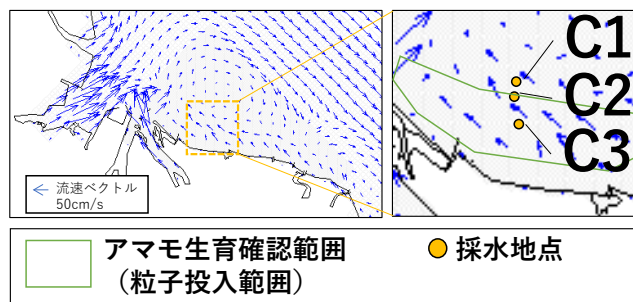 C1
C2
C3
流速ベクトル
50cm/s
アマモ生育確認範囲
（粒子投入範囲）
採水地点